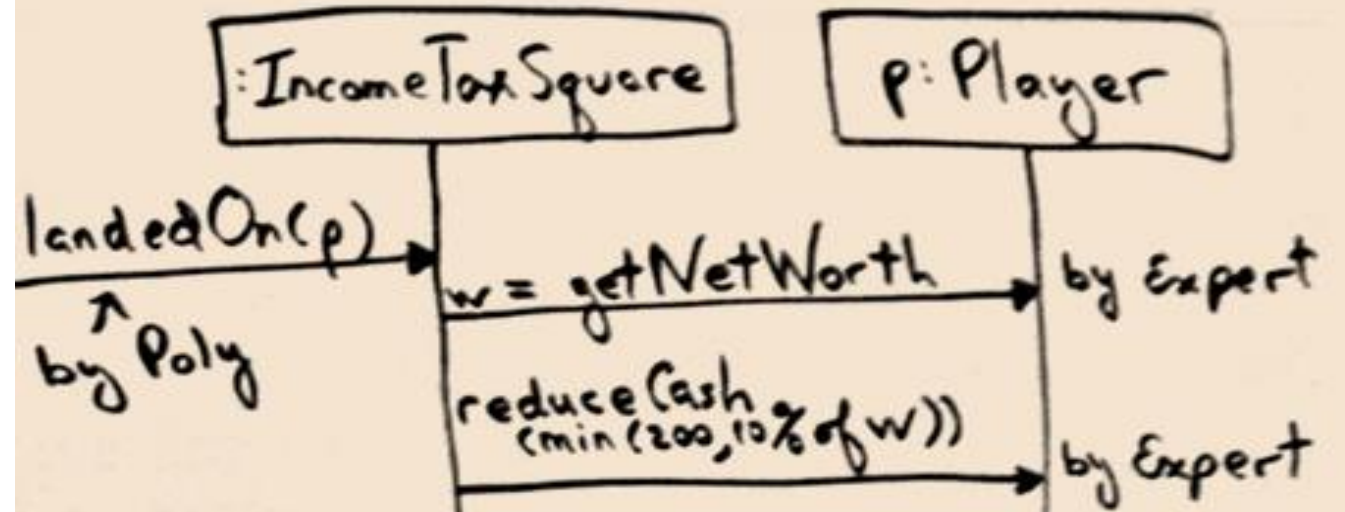 :IncomeTaxSquare
p: Player
landedOn(p)
by Poly
w = getNetWorth
by Expert
reduceCash
(min(200,10% of w))
by Expert